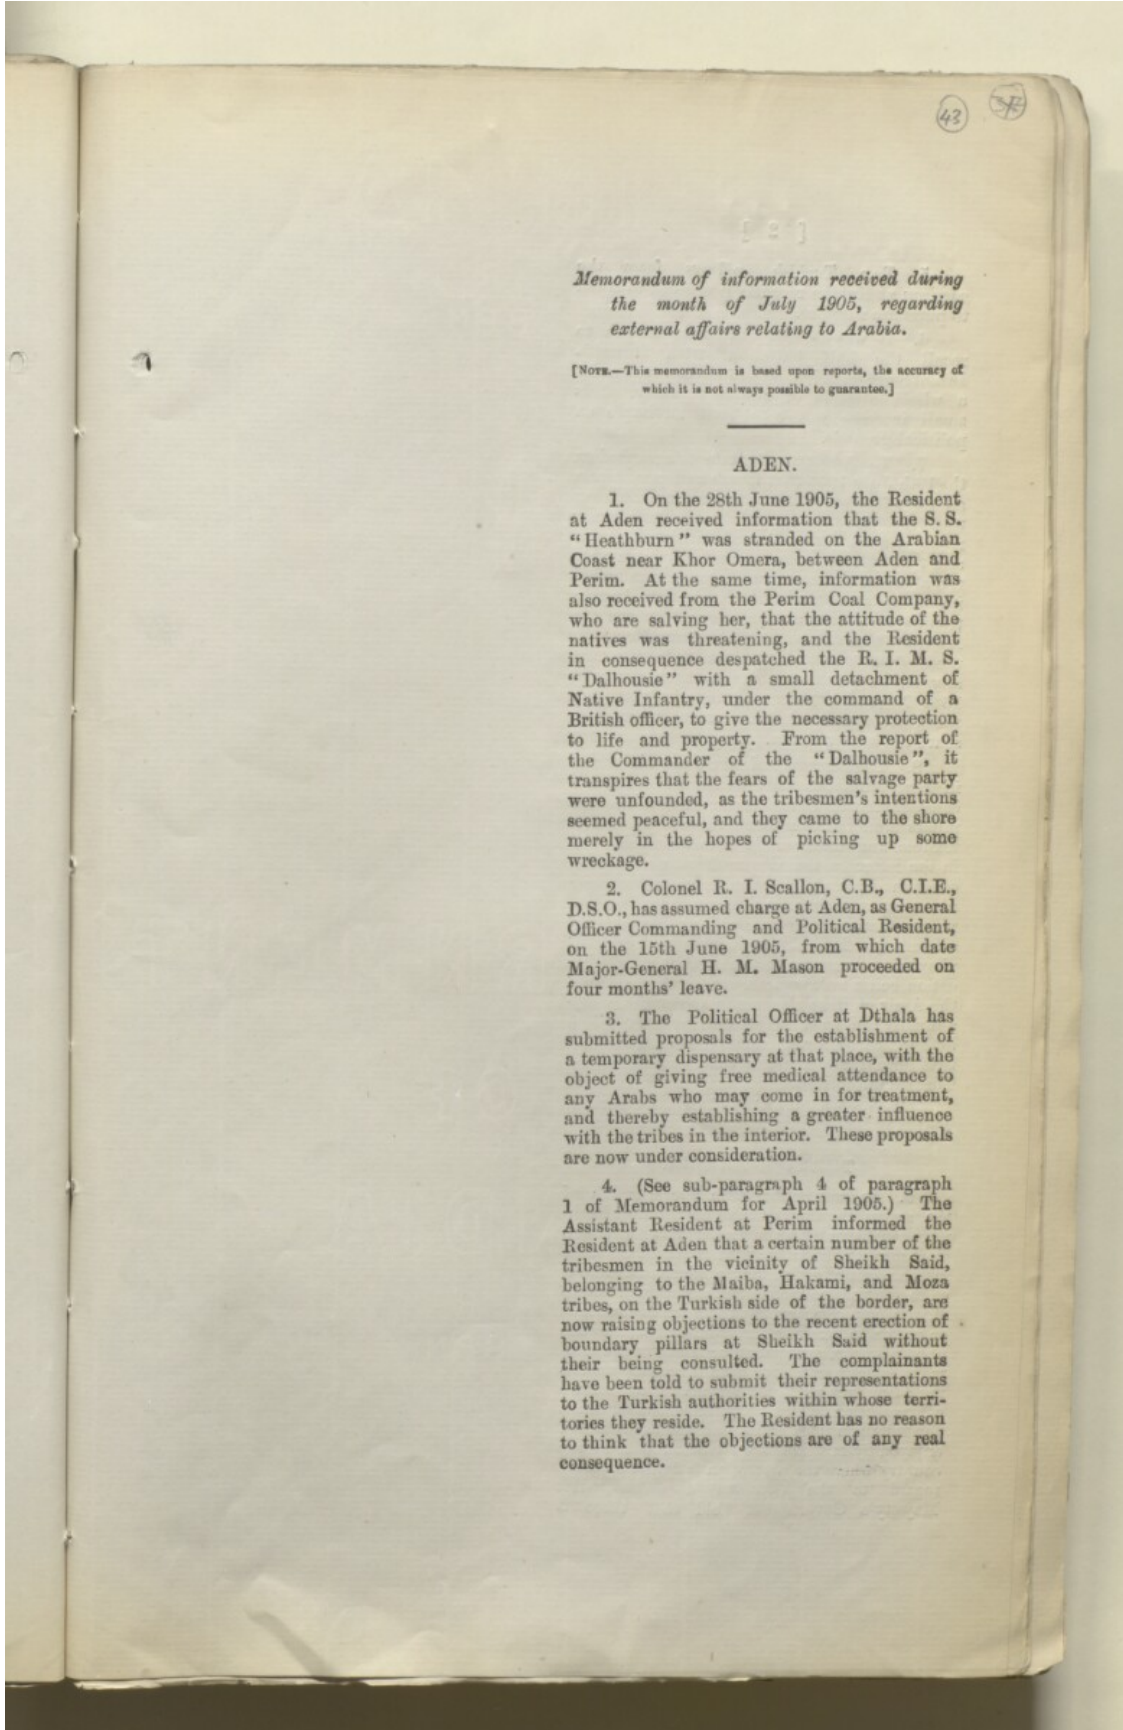 43
Memorandum of information received during
the month of July 1905, regarding
external affairs relating to Arabia.
[NOTE.—This memorandum is based upon reports, the accuracy of
which it is not always possible to guarantee.]
ADEN.
1. On the 28th June 1905, the Resident
at Aden received information that the S. S.
“Heathburn” was stranded on the Arabian
Coast near Khor Omera, between Aden and
Perim. At the same time, information was
also received from the Perim Coal Company,
who are salving her, that the attitude of the
natives was threatening, and the Resident
in consequence despatched the R. I. M. S.
“Dalhousie” with a small detachment of
Native Infantry, under the command of a
British officer, to give the necessary protection
to life and property. From the report of
the Commander of the “Dalhousie”, it
transpires that the fears of the salvage party
were unfounded, as the tribesmen’s intentions
seemed peaceful, and they came to the shore
merely in the hopes of picking up some
wreckage.
2. Colonel R. I. Scallon, C.B., C.I.E.,
D.S.O., has assumed charge at Aden, as General
Officer Commanding and Political Resident,
on the 15th June 1905, from which date
Major-General H. M. Mason proceeded on
four months’ leave.
3. The Political Officer at Dthala has
submitted proposals for the establishment of
a temporary dispensary at that place, with the
object of giving free medical attendance to
any Arabs who may come in for treatment,
and thereby establishing a greater influence
with the tribes in the interior. These proposals
are now under consideration.
4. (See sub-paragraph 4 of paragraph
1 of Memorandum for April 1905.) The
Assistant Resident at Perim informed the
Resident at Aden that a certain number of the
tribesmen in the vicinity of Sheikh Said,
belonging to the Maiba, Hakami, and Moza
tribes, on the Turkish side of the border, are
now raising objections to the recent erection of
boundary pillars at Sheikh Said without
their being consulted. The complainants
have been told to submit their representations
to the Turkish authorities within whose terri-
tories they reside. The Resident has no reason
to think that the objections are of any real
consequence.